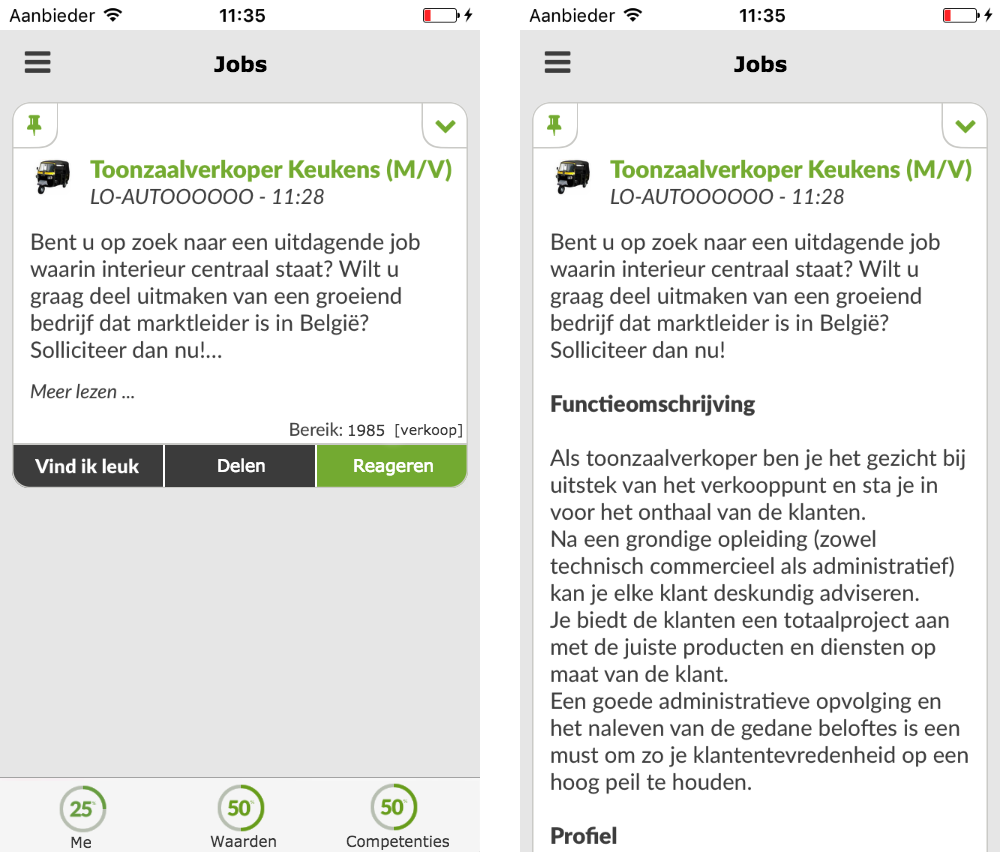 Aanbieder 11:35
Jobs
Toonzaalverkoper Keukens (M/V)
LO-AUTOOOOOO - 11:28
Bent u op zoek naar een uitdagende job
waarin interieur centraal staat? Wilt u
graag deel uitmaken van een groeiend
bedrijf dat marktleider is in België?
Solliciteer dan nu!...
Meer lezen ...
Bereik: 1985 [verkoop]
Vind ik leuk Delen Reageren
25% 50% 50%
Me Waarden Competenties
Aanbieder 11:35
Jobs
Toonzaalverkoper Keukens (M/V)
LO-AUTOOOOOO - 11:28
Bent u op zoek naar een uitdagende job
waarin interieur centraal staat? Wilt u
graag deel uitmaken van een groeiend
bedrijf dat marktleider is in België?
Solliciteer dan nu!
Functieomschrijving
Als toonzaalverkoper ben je het gezicht bij
uitstek van het verkooppunt en sta je in
voor het onthaal van de klanten.
Na een grondige opleiding (zowel
technisch commercieel als administratief)
kan je elke klant deskundig adviseren.
Je biedt de klanten een totaalproject aan
met de juiste producten en diensten op
maat van de klant.
Een goede administratieve opvolging en
het naleven van de gedane beloftes is een
must om zo je klantentevredenheid op een
hoog peil te houden.
Profiel